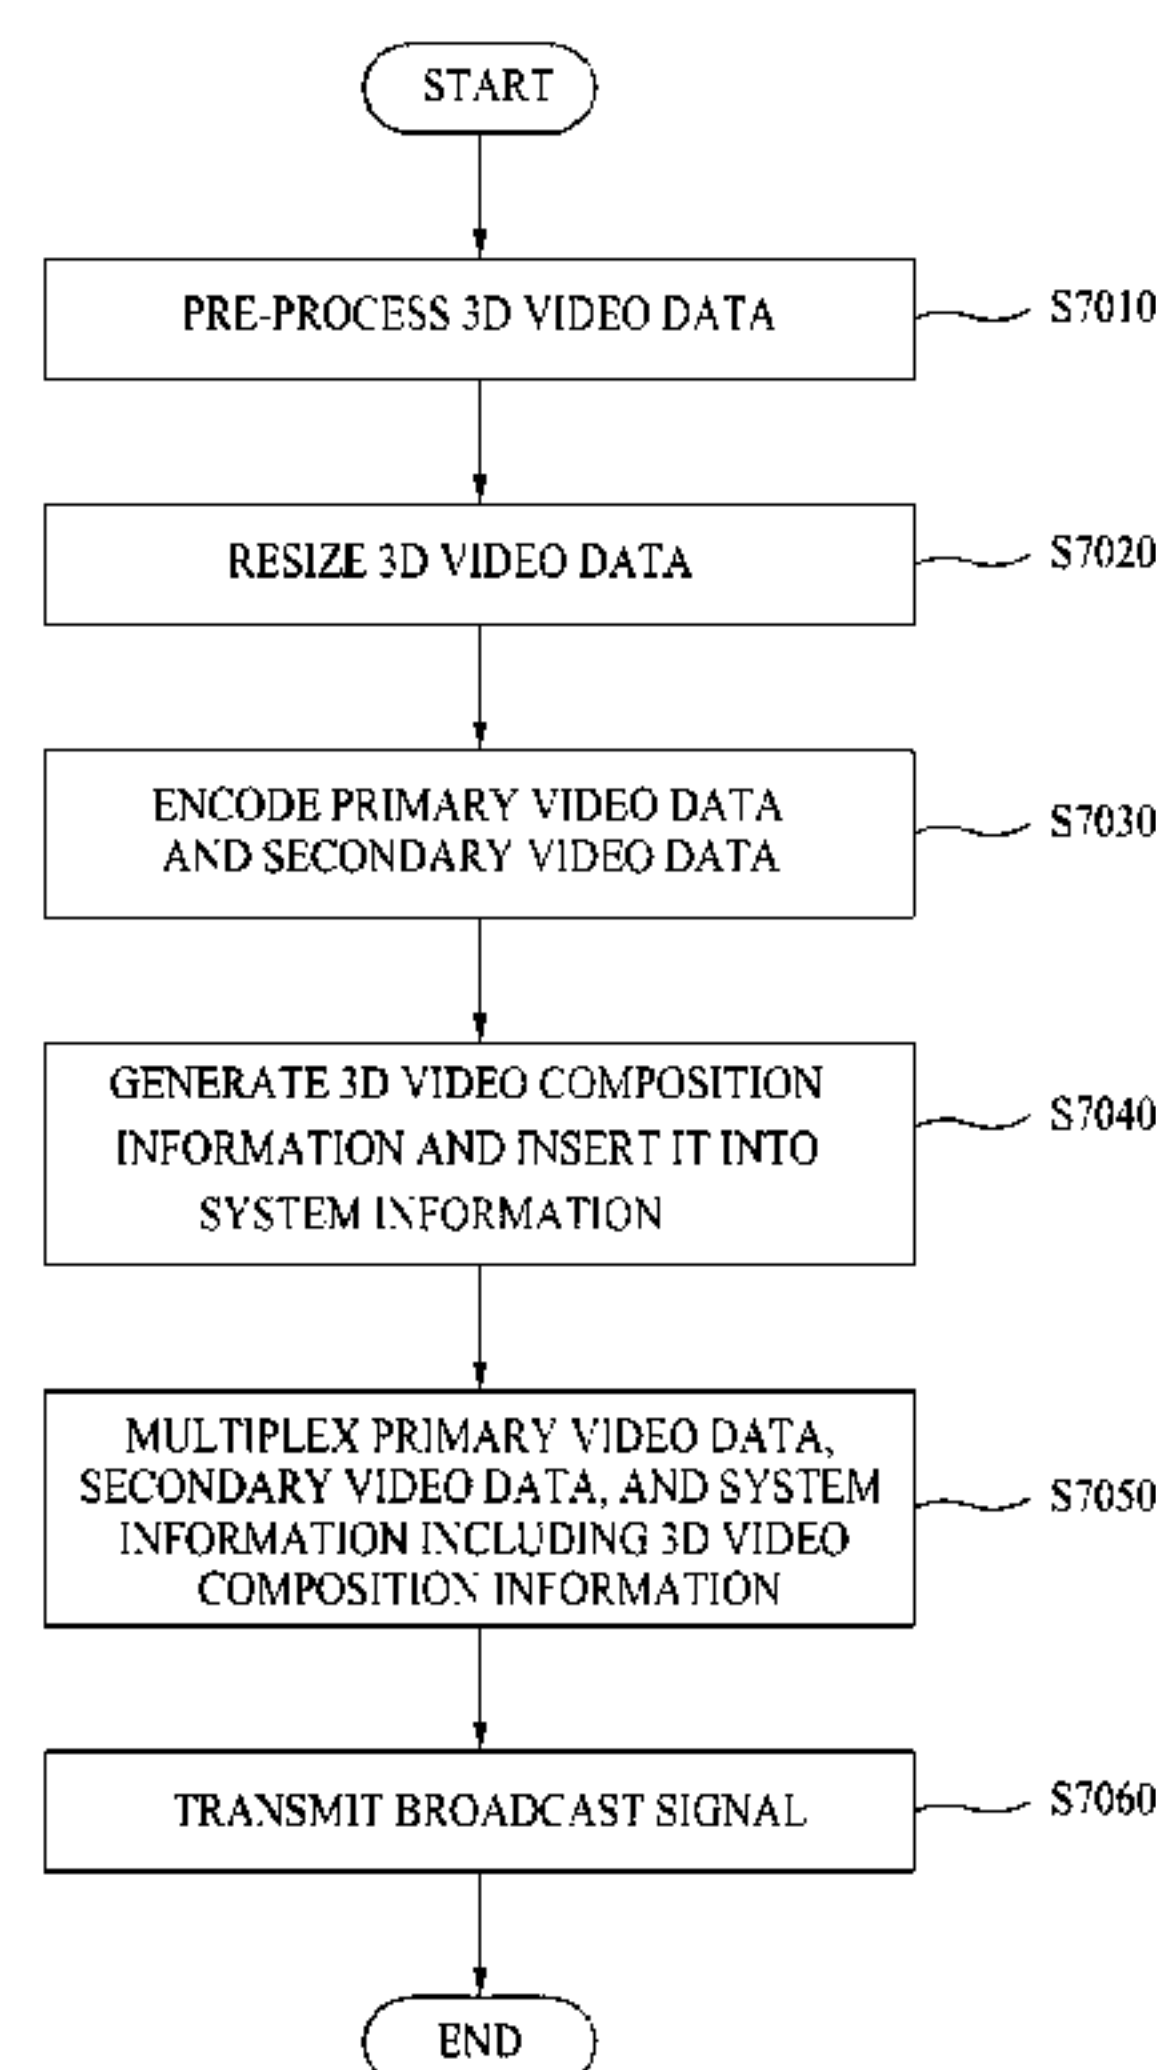 START
PRE-PROCESS 3D VIDEO DATA
S7010
RESIZE 3D VIDEO DATA
S7020
ENCODE PRIMARY VIDEO DATA
AND SECONDARY VIDEO DATA
S7030
GENERATE 3D VIDEO COMPOSITION
INFORMATION AND INSERT IT INTO
SYSTEM INFORMATION
S7040
MULTIPLEX PRIMARY VIDEO DATA,
SECONDARY VIDEO DATA, AND SYSTEM
INFORMATION INCLUDING 3D VIDEO
COMPOSITION INFORMATION
S7050
TRANSMIT BROADCAST SIGNAL
S7060
END